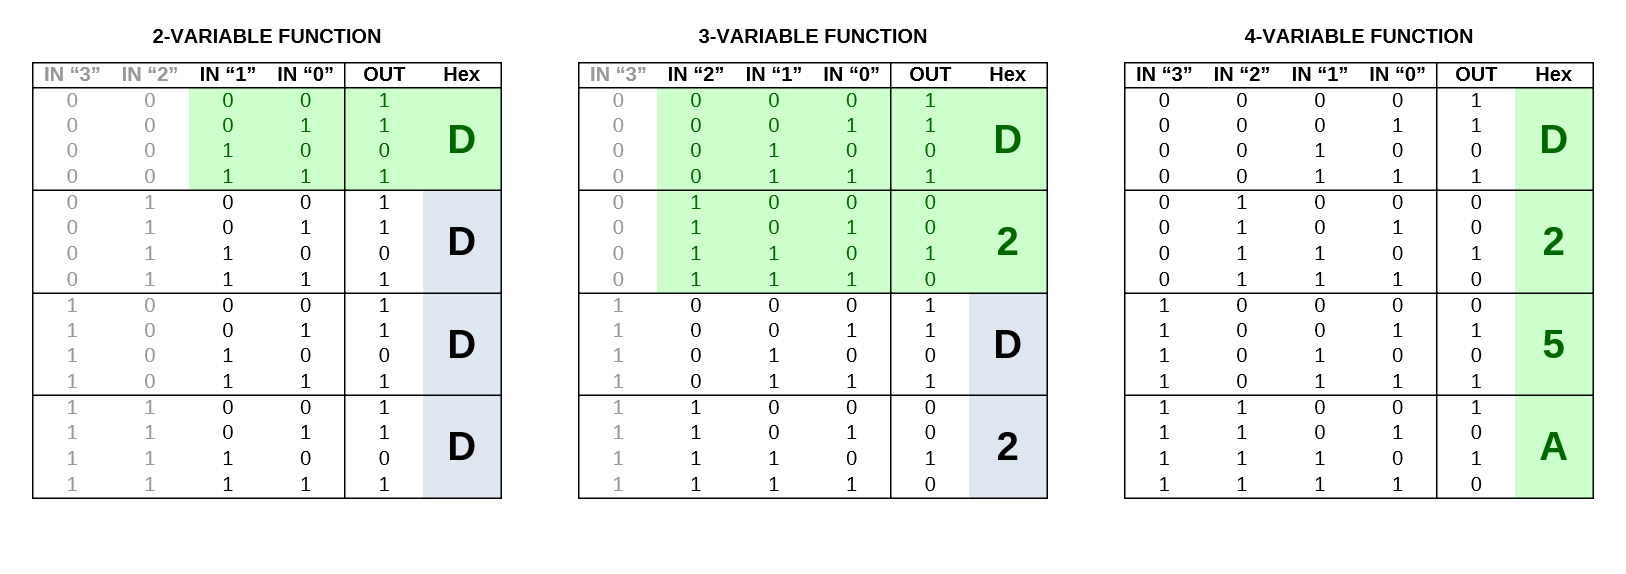 2-VARIABLE FUNCTION 3-VARIABLE FUNCTION 4-VARIABLE FUNCTION
IN “3” IN “2” IN “1” IN “0” OUT Hex IN “3” IN “2” IN “1” IN “0” OUT Hex IN “3” IN “2” IN “1” IN “0” OUT Hex
0 0 0 0 1 0 0 0 0 1 0 0 0 0 1
0 0 0 1 1 0 0 0 1 1 0 0 0 1 1
D D D
0 0 1 0 0 0 0 1 0 0 0 0 1 0 0
0 0 1 1 1 0 0 1 1 1 0 0 1 1 1
0 1 0 0 1 0 1 0 0 0 0 1 0 0 0
0 1 0 1 1 0 1 0 1 0 0 1 0 1 0
D 2 2
0 1 1 0 0 0 1 1 0 1 0 1 1 0 1
0 1 1 1 1 0 1 1 1 0 0 1 1 1 0
1 0 0 0 1 1 0 0 0 1 1 0 0 0 0
1 0 0 1 1 1 0 0 1 1 1 0 0 1 1
D D 5
1 0 1 0 0 1 0 1 0 0 1 0 1 0 0
1 0 1 1 1 1 0 1 1 1 1 0 1 1 1
1 1 0 0 1 1 1 0 0 0 1 1 0 0 1
1 1 0 1 1 1 1 0 1 0 1 1 0 1 0
D 2 A
1 1 1 0 0 1 1 1 0 1 1 1 1 0 1
1 1 1 1 1 1 1 1 1 0 1 1 1 1 0